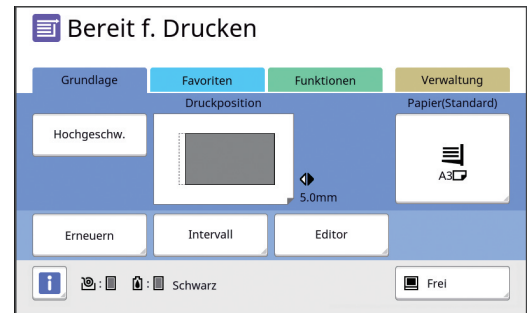 Bereit f. Drucken
Grundlage
Favoriten
Funktionen
Verwaltung
Druckposition
Papier(Standard)
Hochgeschw.
5.0mm
A3
Erneuern
Intervall
Editor
i
:
:
Schwarz
Frei